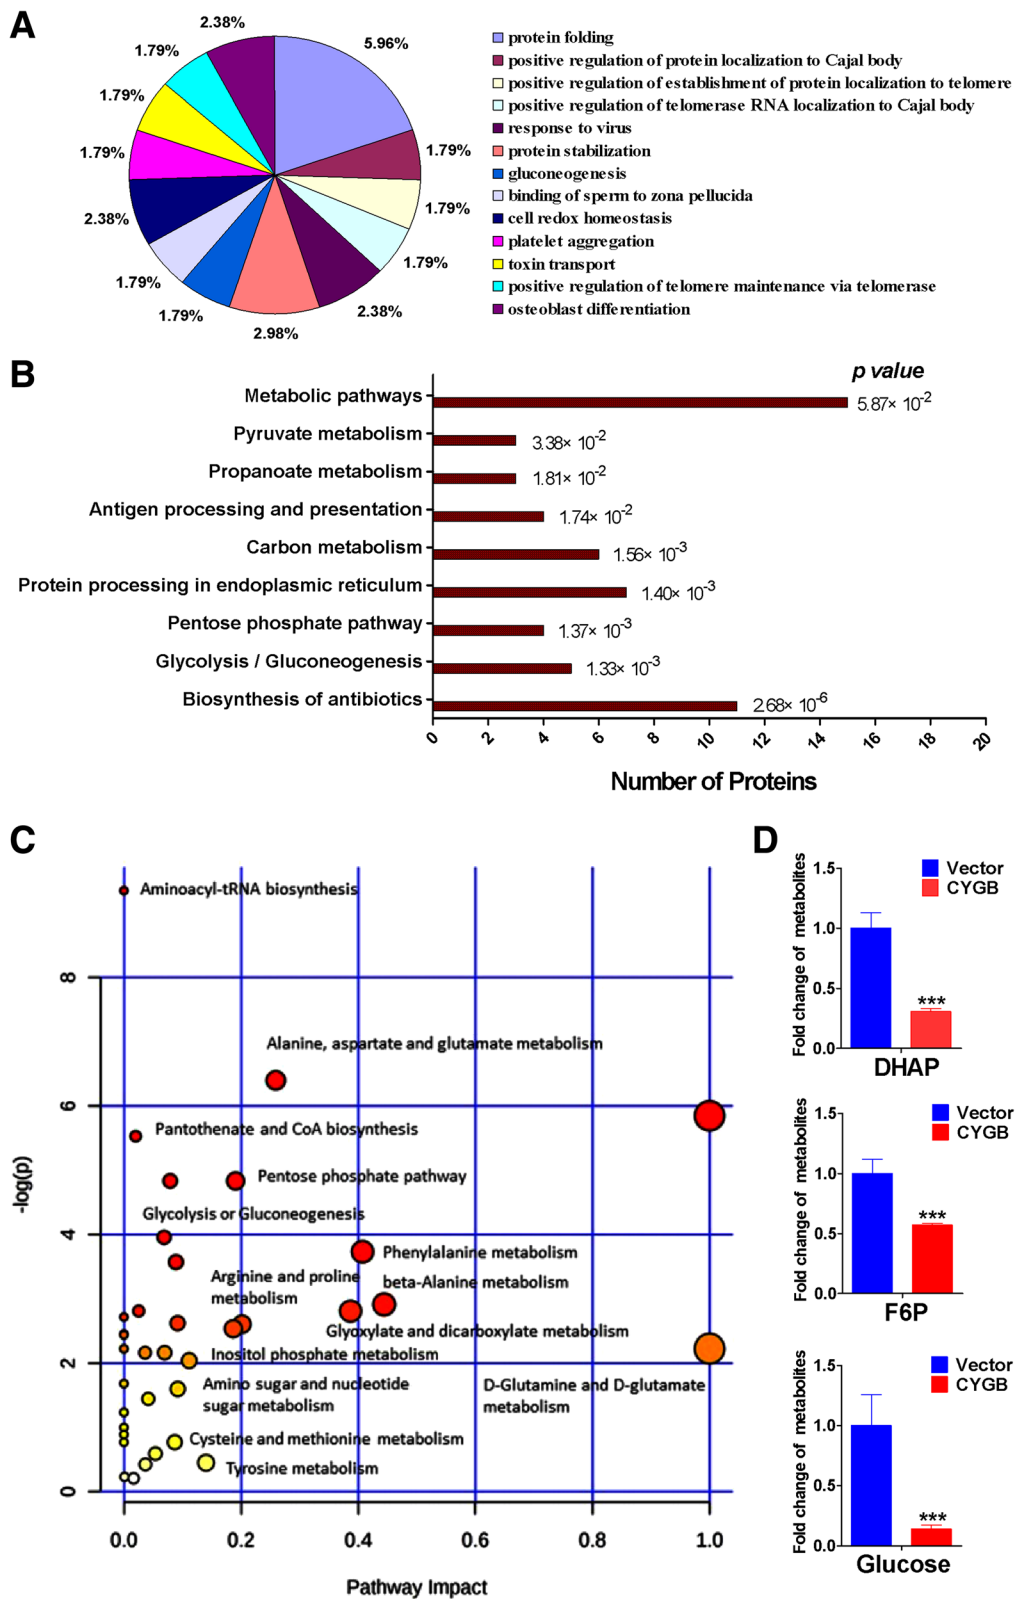 A
2.38%
5.96%
1.79%
1.79%
1.79%
2.38%
1.79%
1.79%
2.98%
2.38%
1.79%
1.79%
1.79%
protein folding
positive regulation of protein localization to Cajal body
positive regulation of establishment of protein localization to telomere
positive regulation of telomerase RNA localization to Cajal body
response to virus
protein stabilization
gluconeogenesis
binding of sperm to zona pellucida
cell redox homeostasis
platelet aggregation
toxin transport
positive regulation of telomere maintenance via telomerase
osteoblast differentiation
B
p value
Metabolic pathways 5.87× 10-2
Pyruvate metabolism 3.38× 10-2
Propanoate metabolism 1.81× 10-2
Antigen processing and presentation 1.74× 10-2
Carbon metabolism 1.56× 10-3
Protein processing in endoplasmic reticulum 1.40× 10-3
Pentose phosphate pathway 1.37× 10-3
Glycolysis / Gluconeogenesis 1.33× 10-3
Biosynthesis of antibiotics 2.68× 10-6
0 2 4 6 8 10 12 14 16 18 20
Number of Proteins
C
Aminoacyl-tRNA biosynthesis
8
Alanine, aspartate and glutamate metabolism
6
Pantothenate and CoA biosynthesis
Pentose phosphate pathway
-log(p)
Glycolysis or Gluconeogenesis
4
Phenylalanine metabolism
Arginine and proline
metabolism
beta-Alanine metabolism
Glyoxylate and dicarboxylate metabolism
Inositol phosphate metabolism
2
Amino sugar and nucleotide
sugar metabolism
D-Glutamine and D-glutamate
metabolism
Cysteine and methionine metabolism
Tyrosine metabolism
0
0.0 0.2 0.4 0.6 0.8 1.0
Pathway Impact
D
Fold change of metabolites
1.5
1.0
0.5
0.0
Vector
CYGB
***
DHAP
Fold change of metabolites
1.5
1.0
0.5
0.0
Vector
CYGB
***
F6P
Fold change of metabolites
1.5
1.0
0.5
0.0
Vector
CYGB
***
Glucose